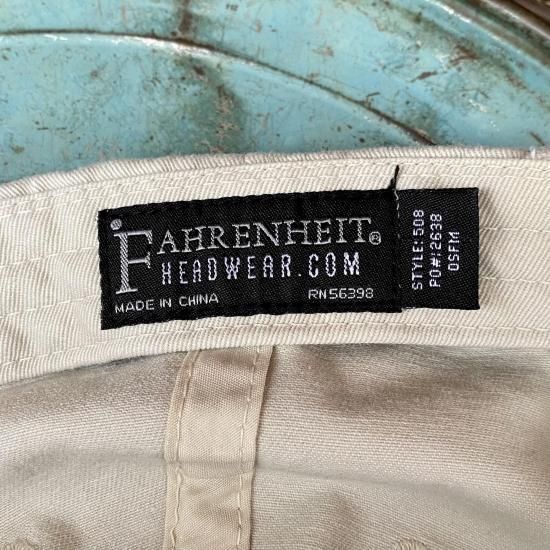 FAHRENHEIT®
HEADWEAR.COM
MADE IN CHINA RN56398
STYLE:508
PO#:2638
OSFM